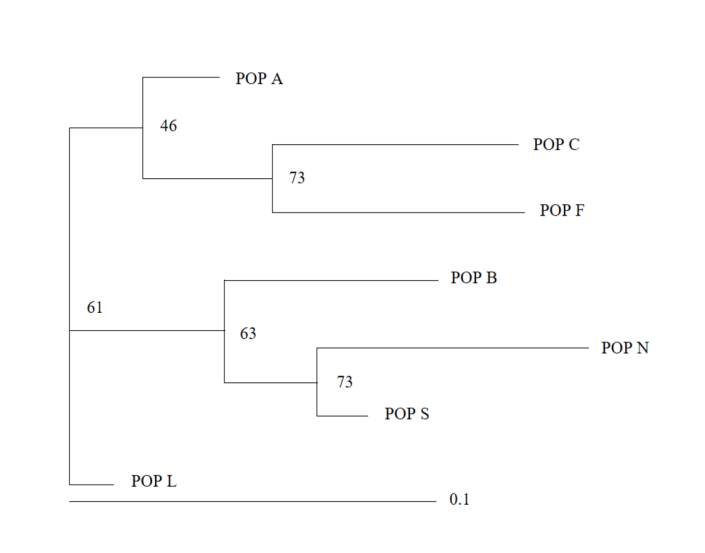 POP A
46
POP C
73
POP F
POP B
61
63
POP N
73
POP S
POP L
0.1